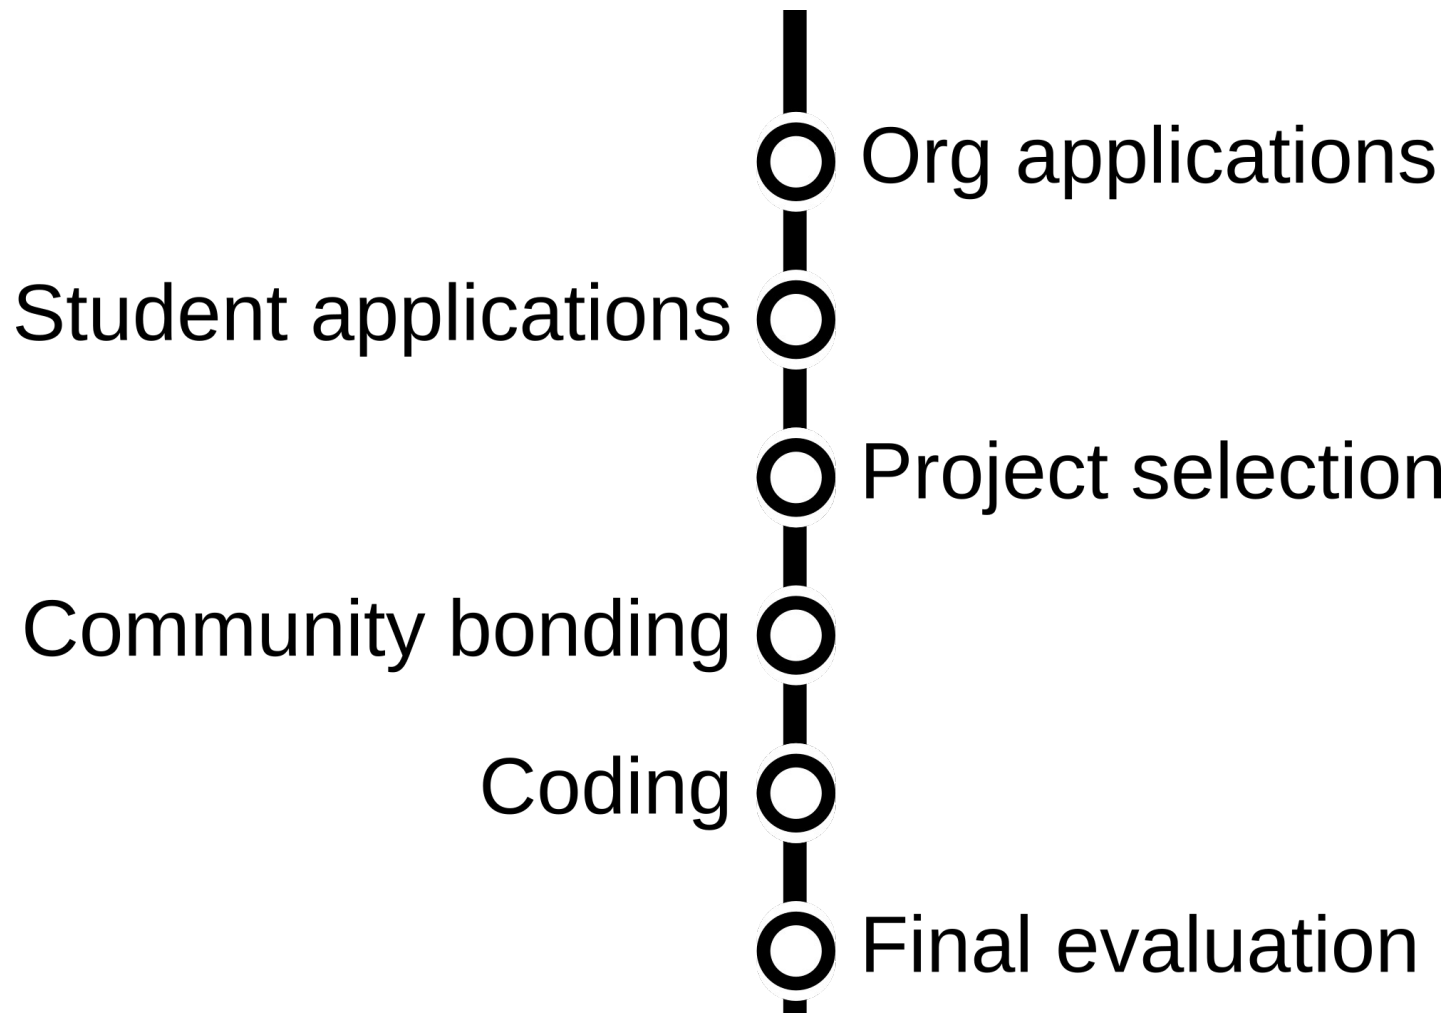 Org applications
Student applications
Project selection
Community bonding
Coding
Final evaluation